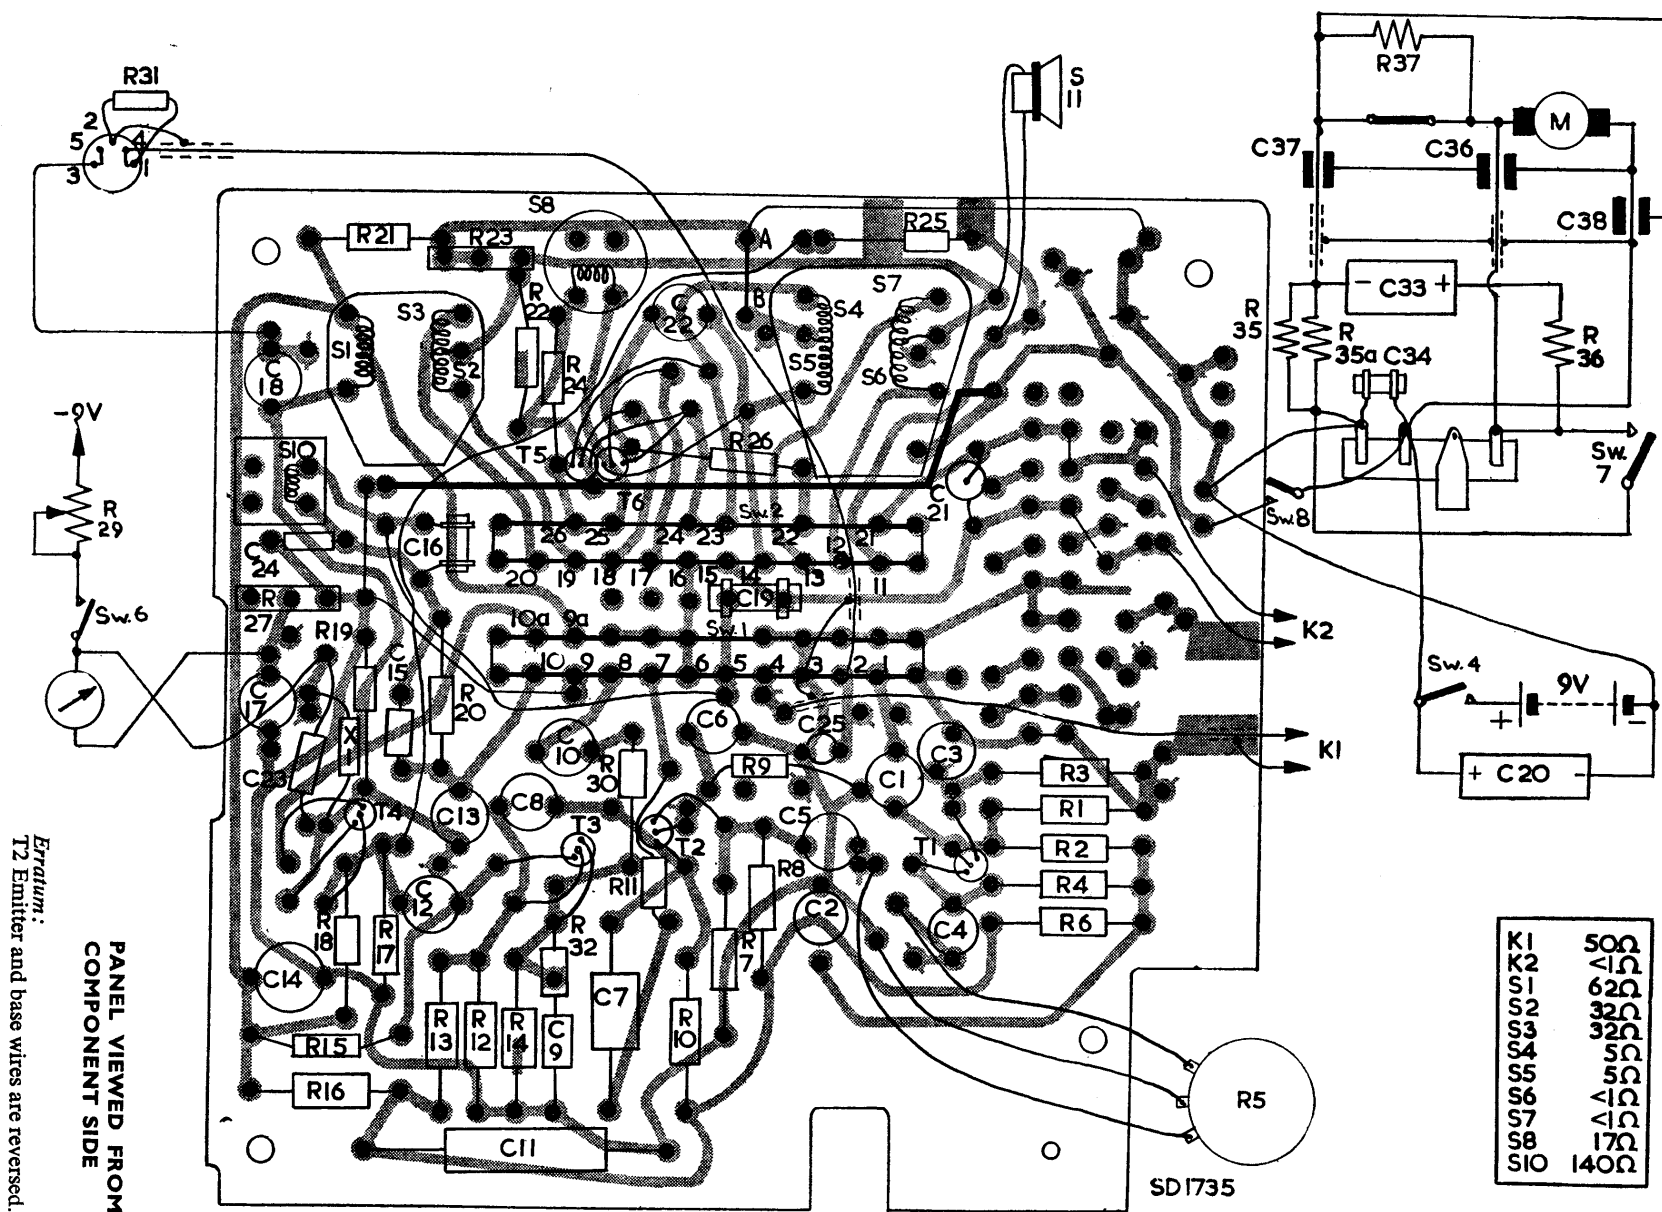 R31
2
5
4
3
1
S
11
R37
M
C37
C36
C38
C33
- +
R
35
R
35a
C34
R
36
Sw.
7
Sw.8
S8
R21
R23
A
R25
R
22
C
22
B
S7
S3
S4
S1
S2
R
24
S5
S6
C
18
-9V
R
29
S10
T5
R26
T6
C
21
Sw.2
26 25 24 23 22 12 21
C16
C
24
20 19 18 17 16 15 14 13 11
C19
R
27
Sw.6
R19
10a 9a
Sw.1
10 9 8 7 6 5 4 3 2 1
K2
K1
Sw.4
9V
+ -
+ C20 -
C
15
C
17
R
20
X
1
C23
C
10
C6
C25
C3
R
30
R9
C1
R3
R1
T4
C13
C8
T3
T2
C5
T1
R2
R11
R8
R4
C
12
C2
C4
R6
R
18
R
17
R
32
R
7
C14
C7
R
13
R
12
R
14
C
9
R
10
R15
R16
C11
R5
SD1735
K1 50Ω
K2 <1Ω
S1 62Ω
S2 32Ω
S3 32Ω
S4 5Ω
S5 5Ω
S6 <1Ω
S7 <1Ω
S8 17Ω
S10 140Ω
PANEL VIEWED FROM
COMPONENT SIDE
Erratum:
T2 Emitter and base wires are reversed.